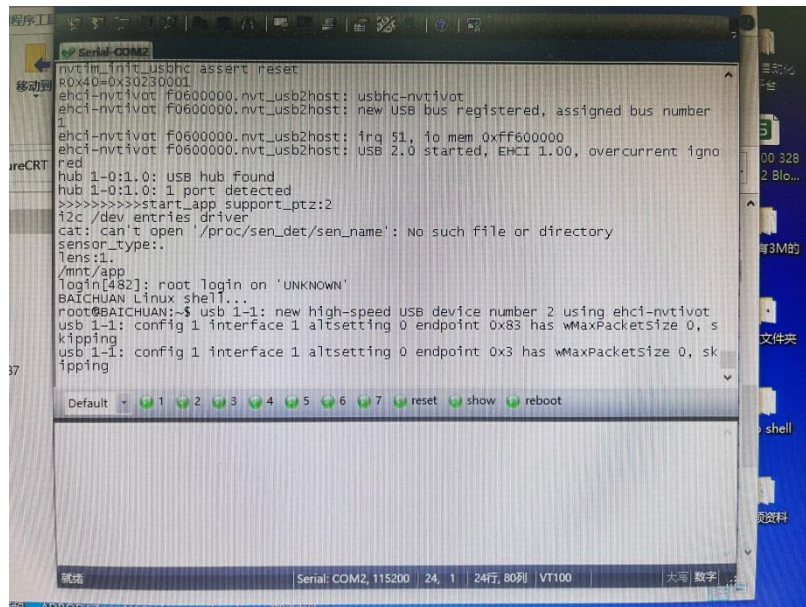 程序工具
移动到
Serial-COM2
nvtim_init_usbhc assert reset
R0x40=0x30230001
ehci-nvtivot f0600000.nvt_usb2host: usbhc-nvtivot
ehci-nvtivot f0600000.nvt_usb2host: new USB bus registered, assigned bus number
1
ehci-nvtivot f0600000.nvt_usb2host: irq 51, io mem 0xff600000
ehci-nvtivot f0600000.nvt_usb2host: USB 2.0 started, EHCI 1.00, overcurrent igno
red
hub 1-0:1.0: USB hub found
hub 1-0:1.0: 1 port detected
>>>>>>>>>>start_app support_ptz:2
i2c /dev entries driver
cat: can't open '/proc/sen_det/sen_name': No such file or directory
sensor_type:.
lens:1.
/mnt/app
login[482]: root login on 'UNKNOWN'
BAICHUAN Linux shell...
root@BAICHUAN:~$ usb 1-1: new high-speed USB device number 2 using ehci-nvtivot
usb 1-1: config 1 interface 1 altsetting 0 endpoint 0x83 has wMaxPacketSize 0, s
kipping
usb 1-1: config 1 interface 1 altsetting 0 endpoint 0x3 has wMaxPacketSize 0, sk
ipping
Default 1 2 3 4 5 6 7 reset show reboot
就绪 Serial: COM2, 115200 24, 1 24行, 80列 VT100 大写 数字
ureCRT
37
00 328
2 Blo...
有3M的
文件夹
shell
资料